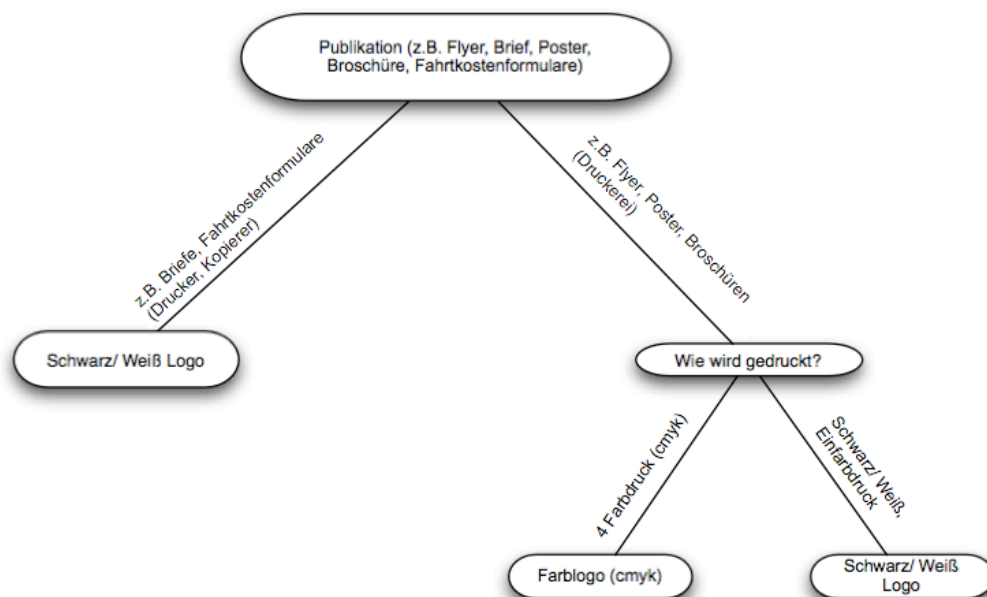 Publikation (z.B. Flyer, Brief, Poster,
Broschüre, Fahrtkostenformulare)
z.B. Briefe, Fahrtkostenformulare
(Drucker, Kopierer)
z.B. Flyer, Poster, Broschüren
(Druckerei)
Schwarz/ Weiß Logo
Wie wird gedruckt?
4 Farbdruck (cmyk)
Schwarz/ Weiß,
Einfarbdruck
Farblogo (cmyk)
Schwarz/ Weiß
Logo